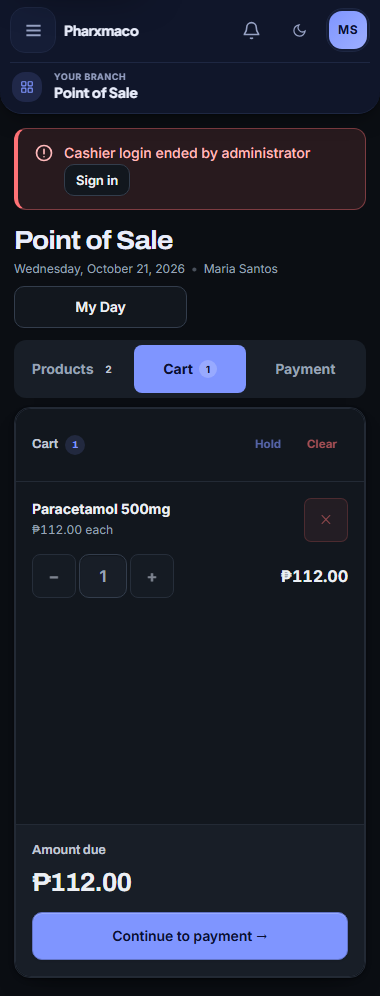 Pharxmaco
MS
YOUR BRANCH
Point of Sale
Cashier login ended by administrator
Sign in
Point of Sale
Wednesday, October 21, 2026 • Maria Santos
My Day
Products 2
Cart 1
Payment
Cart 1
Hold
Clear
Paracetamol 500mg
₱112.00 each
×
− 1 +
₱112.00
Amount due
₱112.00
Continue to payment →